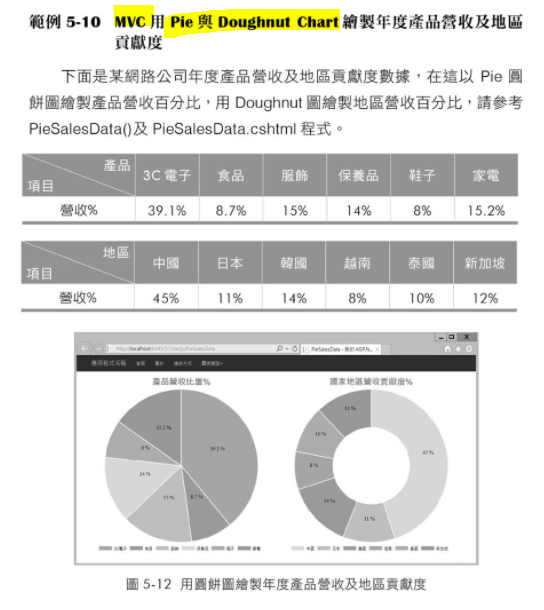 範例 5-10 MVC 用 Pie 與 Doughnut Chart 繪製年度產品營收及地區
貢獻度
下面是某網路公司年度產品營收及地區貢獻度數據，在這以 Pie 圓
餅圖繪製產品營收百分比，用 Doughnut 圖繪製地區營收百分比，請參考
PieSalesData()及 PieSalesData.cshtml 程式。
產品
項目 3C 電子 食品 服飾 保養品 鞋子 家電
營收% 39.1% 8.7% 15% 14% 8% 15.2%
地區
項目 中國 日本 韓國 越南 泰國 新加坡
營收% 45% 11% 14% 8% 10% 12%
應用程式名稱
產品營收比重% 國家地區營收貢獻度%
15.2 % 39.1 % 12 % 45 %
8 % 10 %
14 % 8 %
8.7 % 14 % 11 %
圖 5-12 用圓餅圖繪製年度產品營收及地區貢獻度